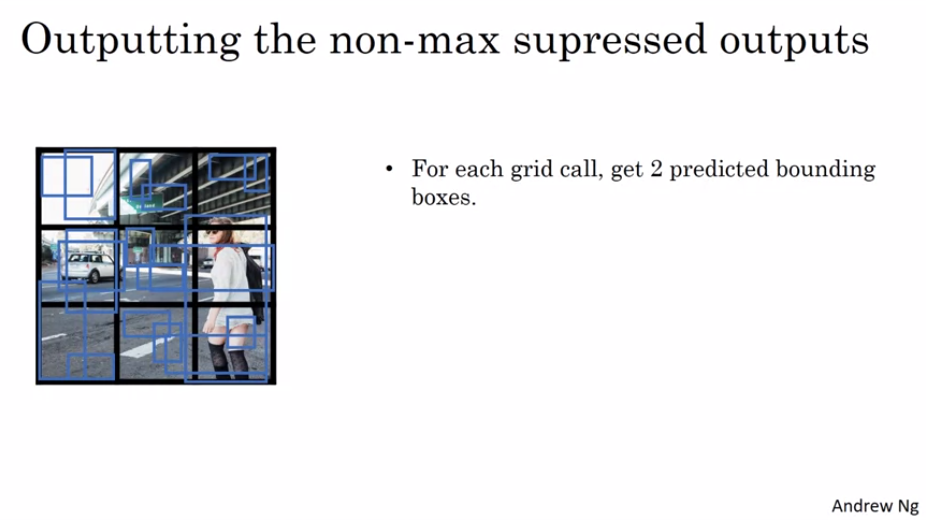 Outputting the non-max supressed outputs
• For each grid call, get 2 predicted bounding
boxes.
Andrew Ng